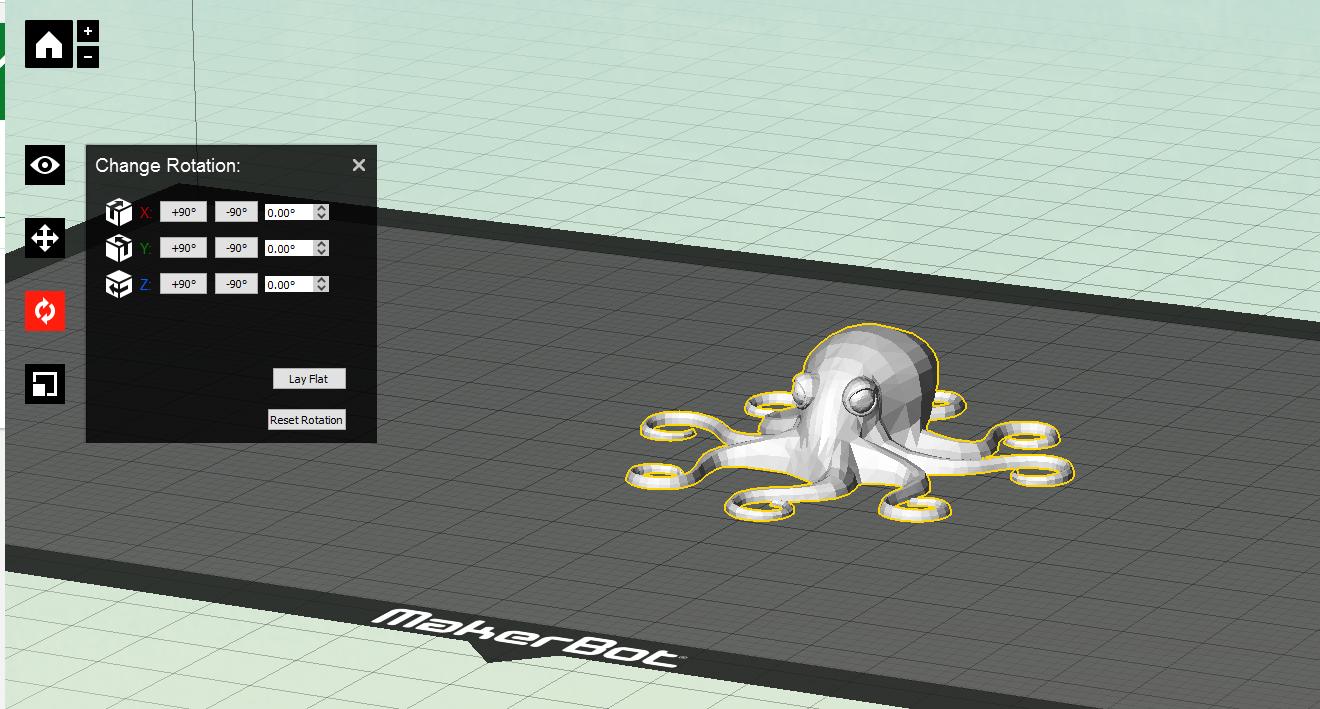 +
-
Change Rotation: ×
X: +90° -90° 0.00°
Y: +90° -90° 0.00°
Z: +90° -90° 0.00°
Lay Flat
Reset Rotation
MakerBot